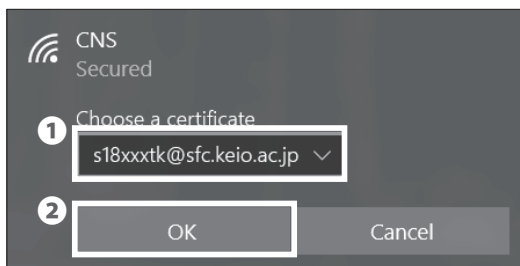 CNS
Secured
1
Choose a certificate
s18xxxtk@sfc.keio.ac.jp
2
OK Cancel